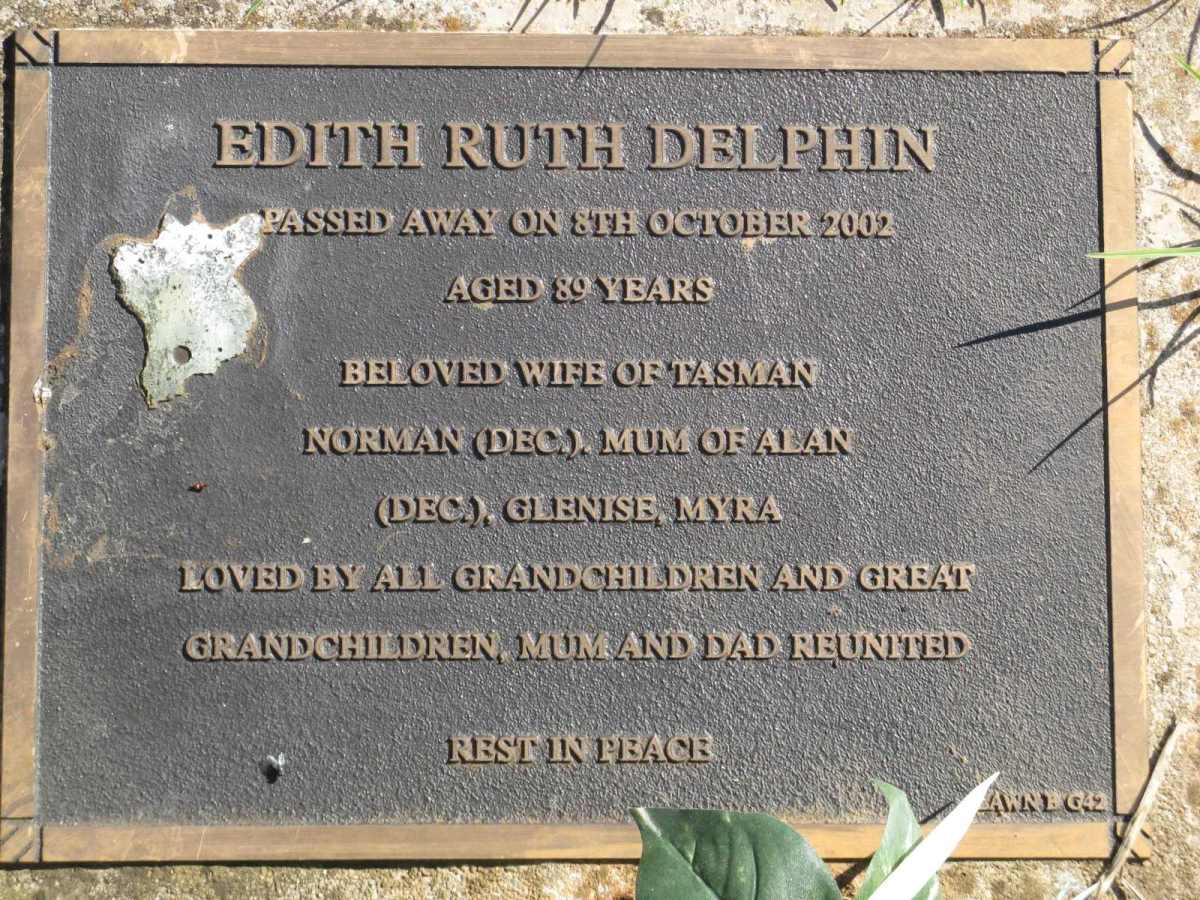 EDITH RUTH DELPHIN
PASSED AWAY ON 8TH OCTOBER 2002
AGED 89 YEARS
BELOVED WIFE OF TASMAN
NORMAN (DEC.). MUM OF ALAN
(DEC.), GLENISE, MYRA
LOVED BY ALL GRANDCHILDREN AND GREAT
GRANDCHILDREN, MUM AND DAD REUNITED
REST IN PEACE
LAWN B G42